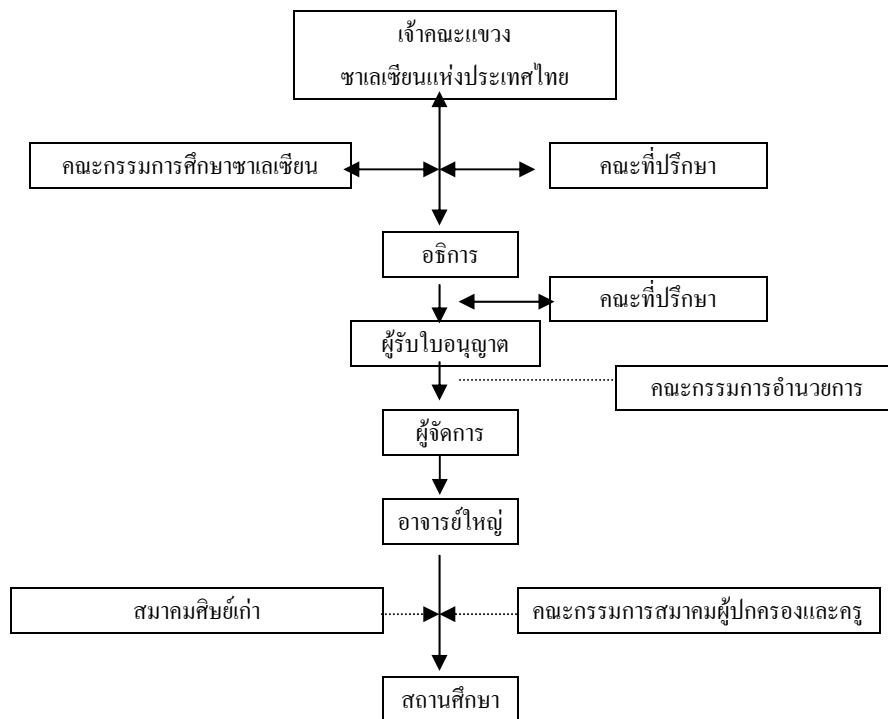 เจ้าคณะแขวง
ซาเลเซียนแห่งประเทศไทย
คณะกรรมการศึกษาซาเลเซียน
คณะที่ปรึกษา
อธิการ
คณะที่ปรึกษา
ผู้รับใบอนุญาต
คณะกรรมการอำนวยการ
ผู้จัดการ
อาจารย์ใหญ่
สมาคมศิษย์เก่า
คณะกรรมการสมาคมผู้ปกครองและครู
สถานศึกษา